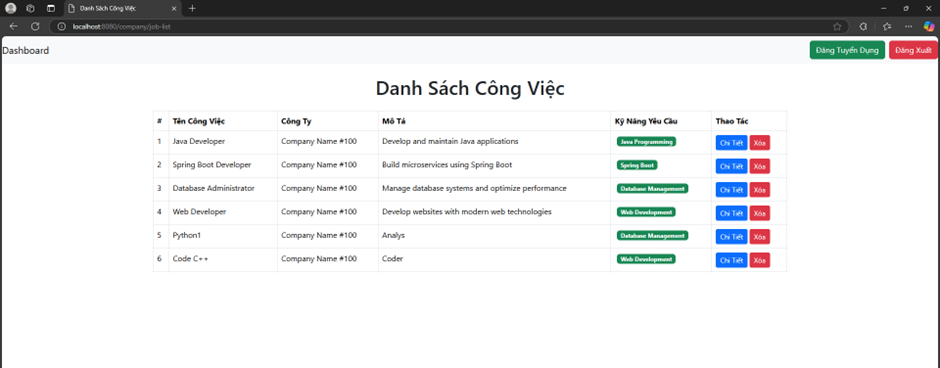 Danh Sách Công Việc
localhost:8080/company/job-list
Dashboard Đăng Tuyển Dụng Đăng Xuất
Danh Sách Công Việc
# Tên Công Việc Công Ty Mô Tả Kỹ Năng Yêu Cầu Thao Tác
1 Java Developer Company Name #100 Develop and maintain Java applications Java Programming Chi Tiết Xóa
2 Spring Boot Developer Company Name #100 Build microservices using Spring Boot Spring Boot Chi Tiết Xóa
3 Database Administrator Company Name #100 Manage database systems and optimize performance Database Management Chi Tiết Xóa
4 Web Developer Company Name #100 Develop websites with modern web technologies Web Development Chi Tiết Xóa
5 Python1 Company Name #100 Analys Database Management Chi Tiết Xóa
6 Code C++ Company Name #100 Coder Web Development Chi Tiết Xóa